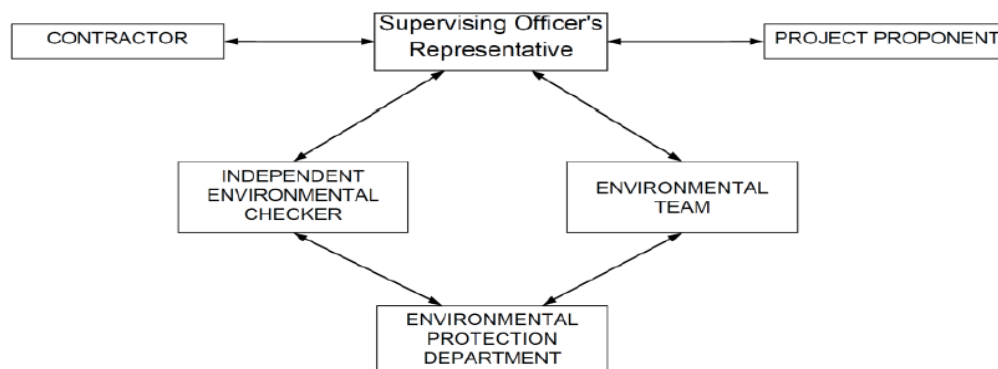 CONTRACTOR
Supervising Officer's
Representative
PROJECT PROPONENT
INDEPENDENT
ENVIRONMENTAL
CHECKER
ENVIRONMENTAL
TEAM
ENVIRONMENTAL
PROTECTION
DEPARTMENT